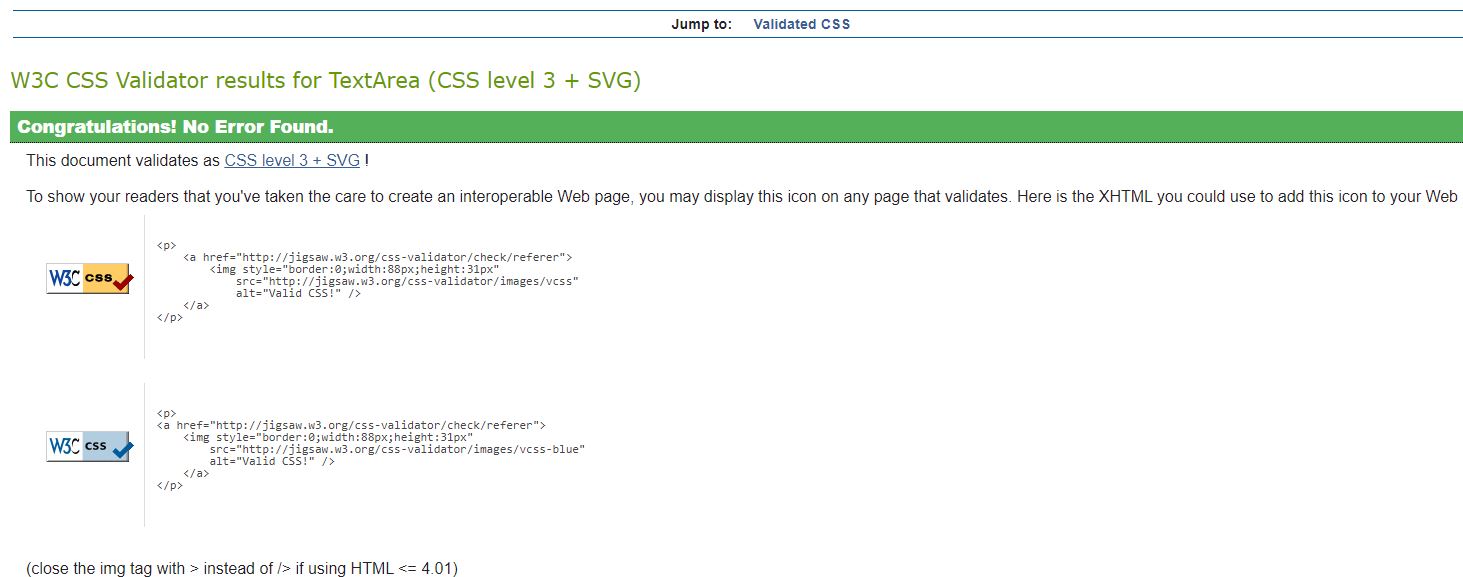 Jump to: Validated CSS
W3C CSS Validator results for TextArea (CSS level 3 + SVG)
Congratulations! No Error Found.
This document validates as CSS level 3 + SVG !
To show your readers that you've taken the care to create an interoperable Web page, you may display this icon on any page that validates. Here is the XHTML you could use to add this icon to your Web
W3C css
<p>
<a href="http://jigsaw.w3.org/css-validator/check/referer">
<img style="border:0;width:88px;height:31px"
src="http://jigsaw.w3.org/css-validator/images/vcss"
alt="Valid CSS!" />
</a>
</p>
W3C css
<p>
<a href="http://jigsaw.w3.org/css-validator/check/referer">
<img style="border:0;width:88px;height:31px"
src="http://jigsaw.w3.org/css-validator/images/vcss-blue"
alt="Valid CSS!" />
</a>
</p>
(close the img tag with > instead of /> if using HTML <= 4.01)